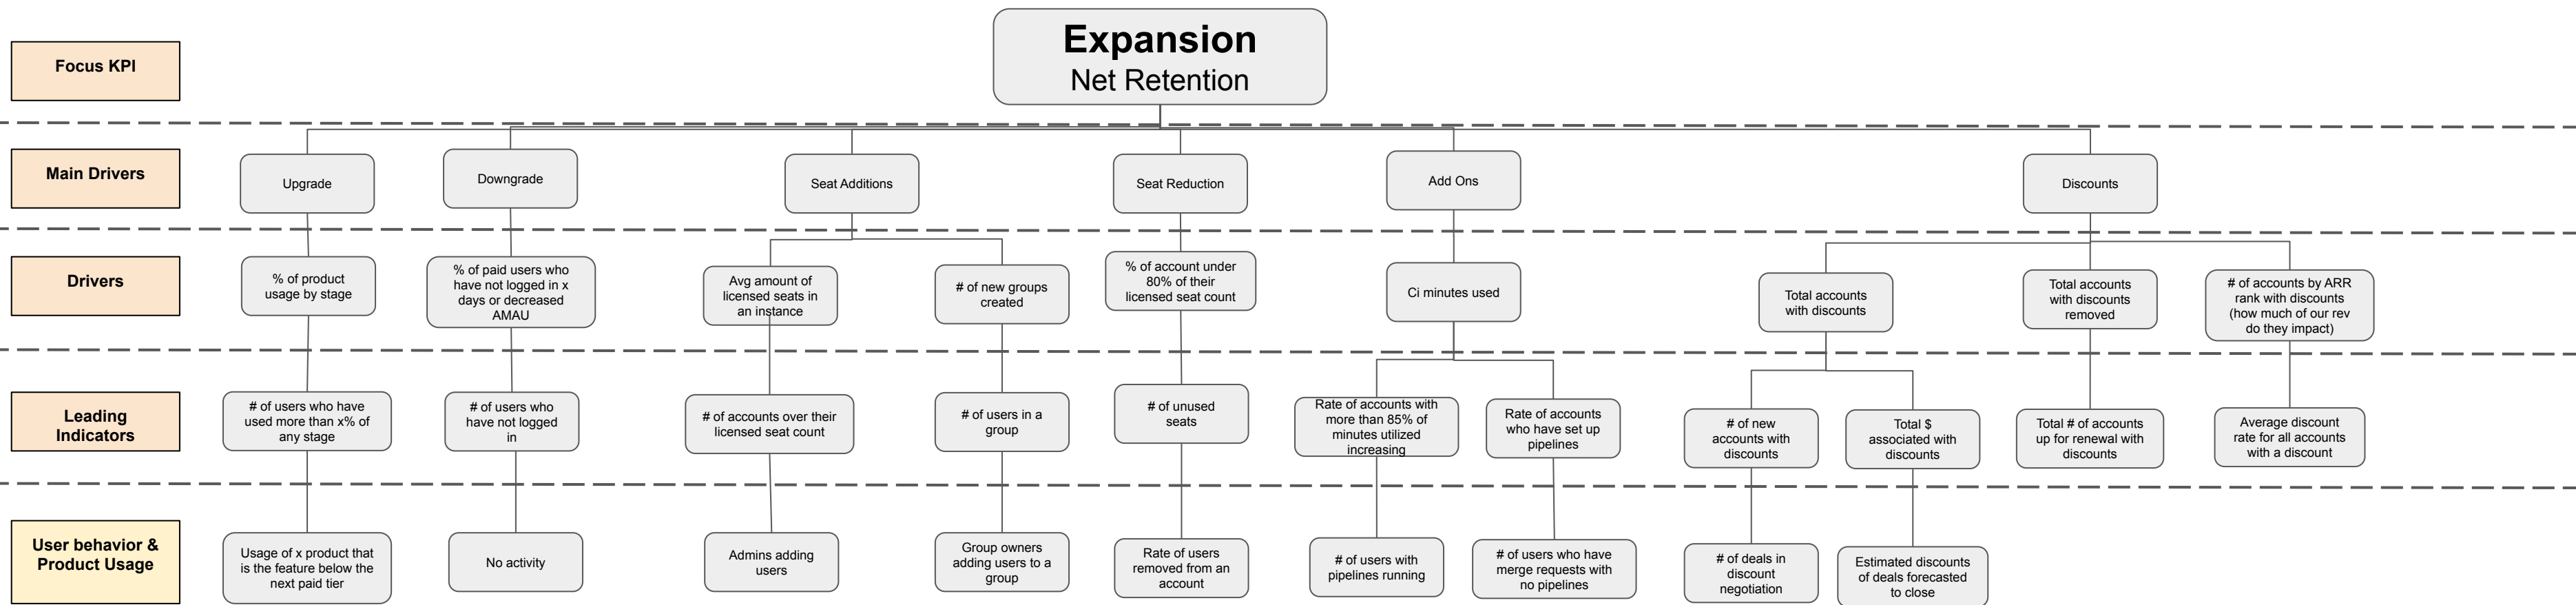 Focus KPI
Expansion
Net Retention
Main Drivers
Upgrade
Downgrade
Seat Additions
Seat Reduction
Add Ons
Discounts
Drivers
% of product
usage by stage
% of paid users who
have not logged in x
days or decreased
AMAU
Avg amount of
licensed seats in
an instance
# of new groups
created
% of account under
80% of their
licensed seat count
Ci minutes used
Total accounts
with discounts
Total accounts
with discounts
removed
# of accounts by ARR
rank with discounts
(how much of our rev
do they impact)
Leading
Indicators
# of users who have
used more than x% of
any stage
# of users who
have not logged
in
# of accounts over their
licensed seat count
# of users in a
group
# of unused
seats
Rate of accounts with
more than 85% of
minutes utilized
increasing
Rate of accounts
who have set up
pipelines
# of new
accounts with
discounts
Total $
associated with
discounts
Total # of accounts
up for renewal with
discounts
Average discount
rate for all accounts
with a discount
User behavior &
Product Usage
Usage of x product that
is the feature below the
next paid tier
No activity
Admins adding
users
Group owners
adding users to a
group
Rate of users
removed from an
account
# of users with
pipelines running
# of users who have
merge requests with
no pipelines
# of deals in
discount
negotiation
Estimated discounts
of deals forecasted
to close